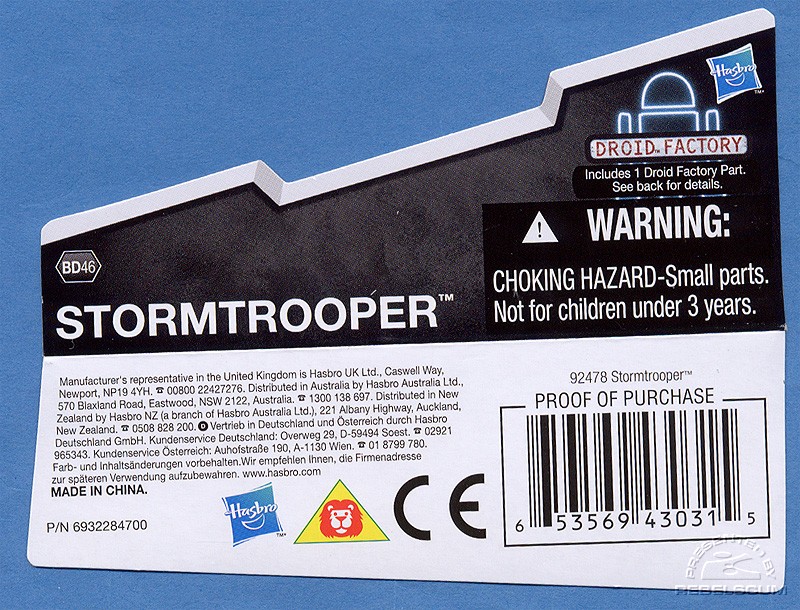 Hasbro
™
DROID™ FACTORY
Includes 1 Droid Factory Part.
See back for details.
WARNING:
CHOKING HAZARD-Small parts.
Not for children under 3 years.
BD46
STORMTROOPER™
Manufacturer's representative in the United Kingdom is Hasbro UK Ltd., Caswell Way,
Newport, NP19 4YH. ☎ 00800 22427276. Distributed in Australia by Hasbro Australia Ltd.,
570 Blaxland Road, Eastwood, NSW 2122, Australia. ☎ 1300 138 697. Distributed in New
Zealand by Hasbro NZ (a branch of Hasbro Australia Ltd.), 221 Albany Highway, Auckland,
New Zealand. ☎ 0508 828 200. D Vertrieb in Deutschland und Österreich durch Hasbro
Deutschland GmbH. Kundenservice Deutschland: Overweg 29, D-59494 Soest. ☎ 02921
965343. Kundenservice Österreich: Auhofstraße 190, A-1130 Wien. ☎ 01 8799 780.
Farb- und Inhaltsänderungen vorbehalten.Wir empfehlen Ihnen, die Firmenadresse
zur späteren Verwendung aufzubewahren. www.hasbro.com
MADE IN CHINA.
P/N 6932284700
Hasbro
™
CE
92478 Stormtrooper™
PROOF OF PURCHASE
6 53569 43031 5
PRESENTED BY
REBELSCUM